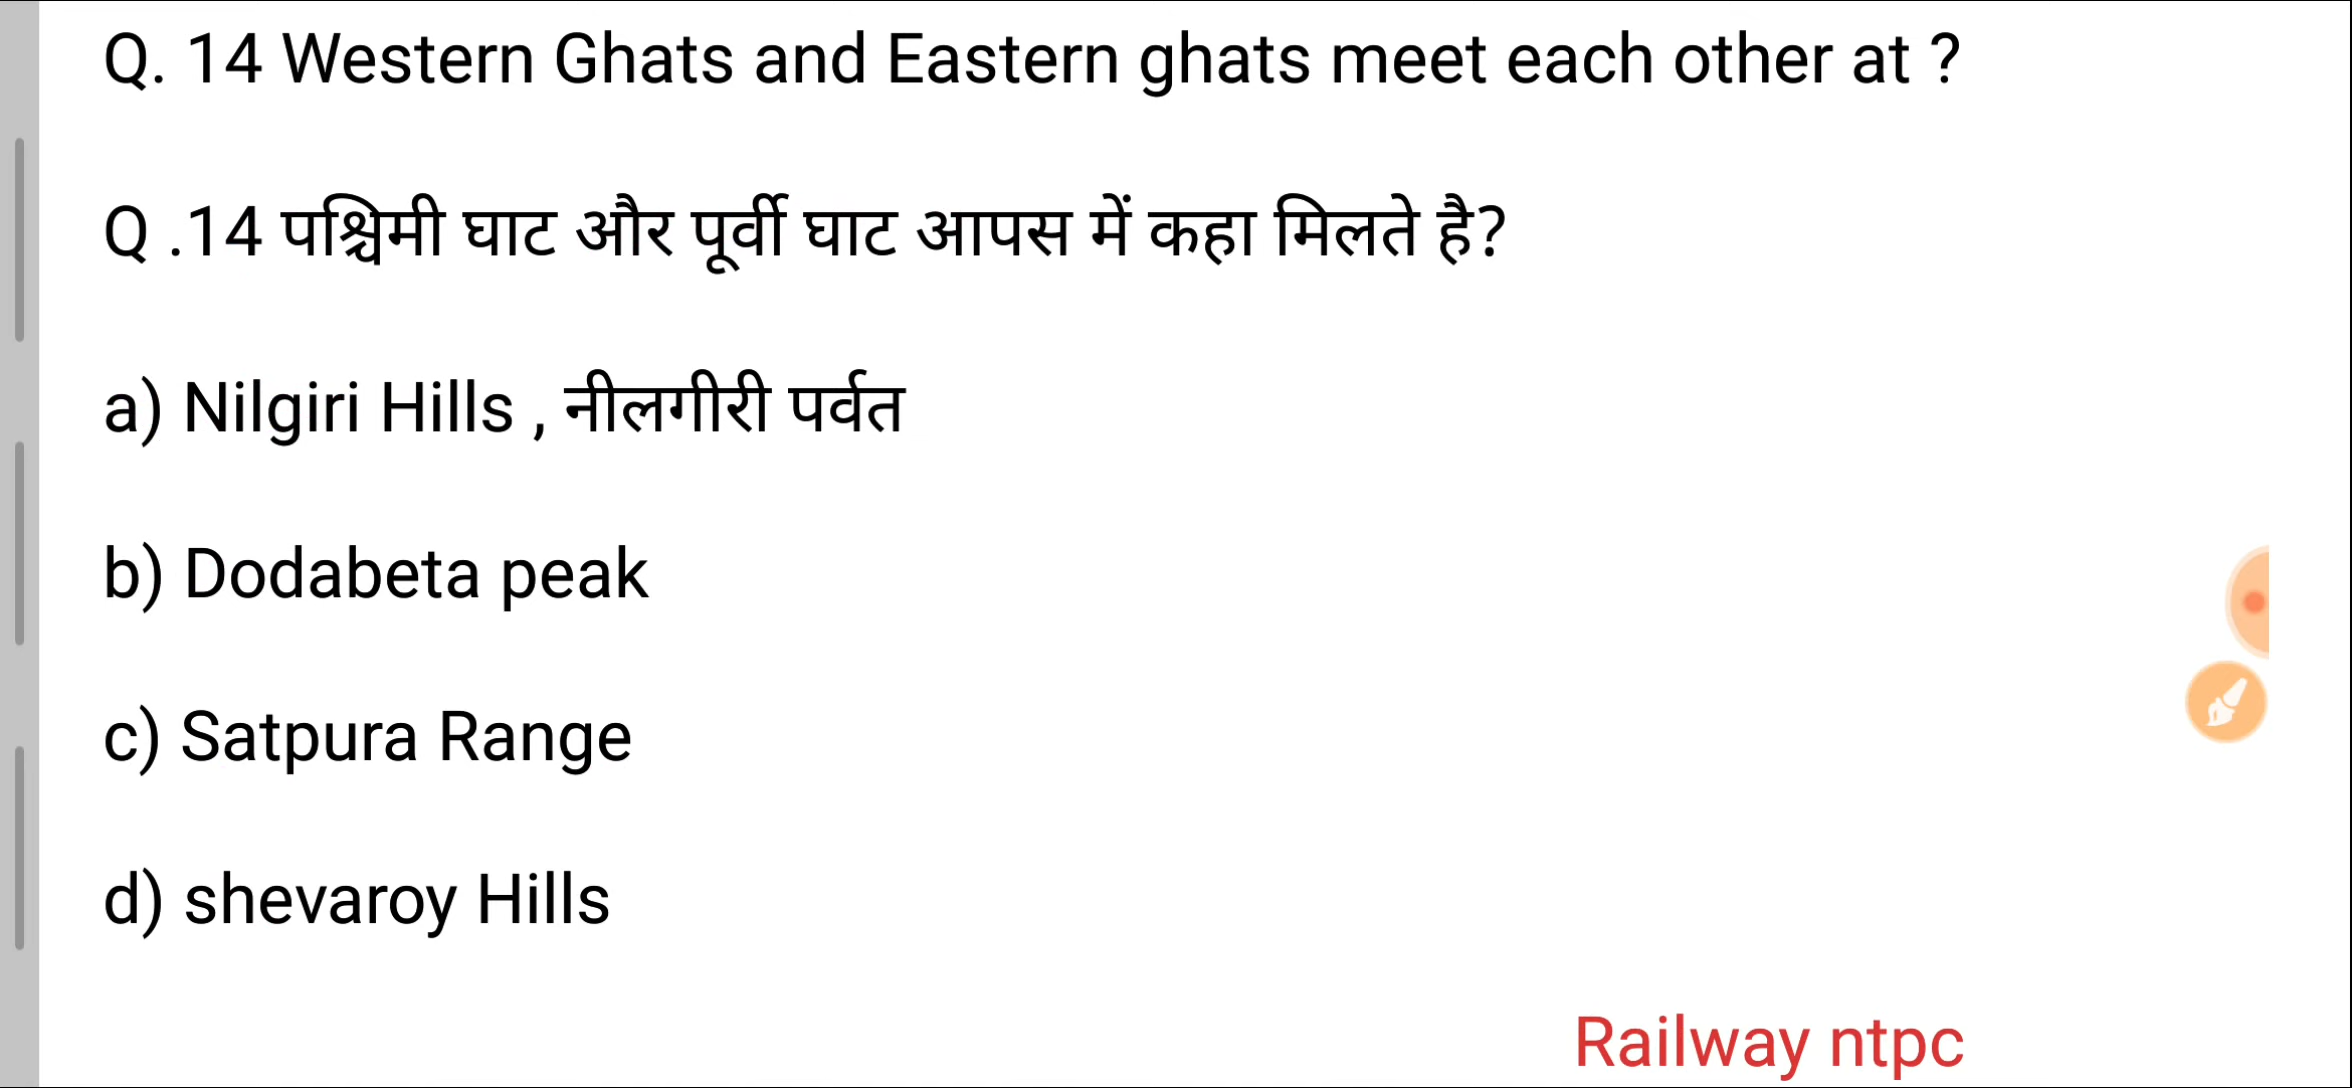 Q. 14 Western Ghats and Eastern ghats meet each other at ?
Q .14 पश्चिमी घाट और पूर्वी घाट आपस में कहा मिलते है?
a) Nilgiri Hills , नीलगीरी पर्वत
b) Dodabeta peak
c) Satpura Range
d) shevaroy Hills
Railway ntpc